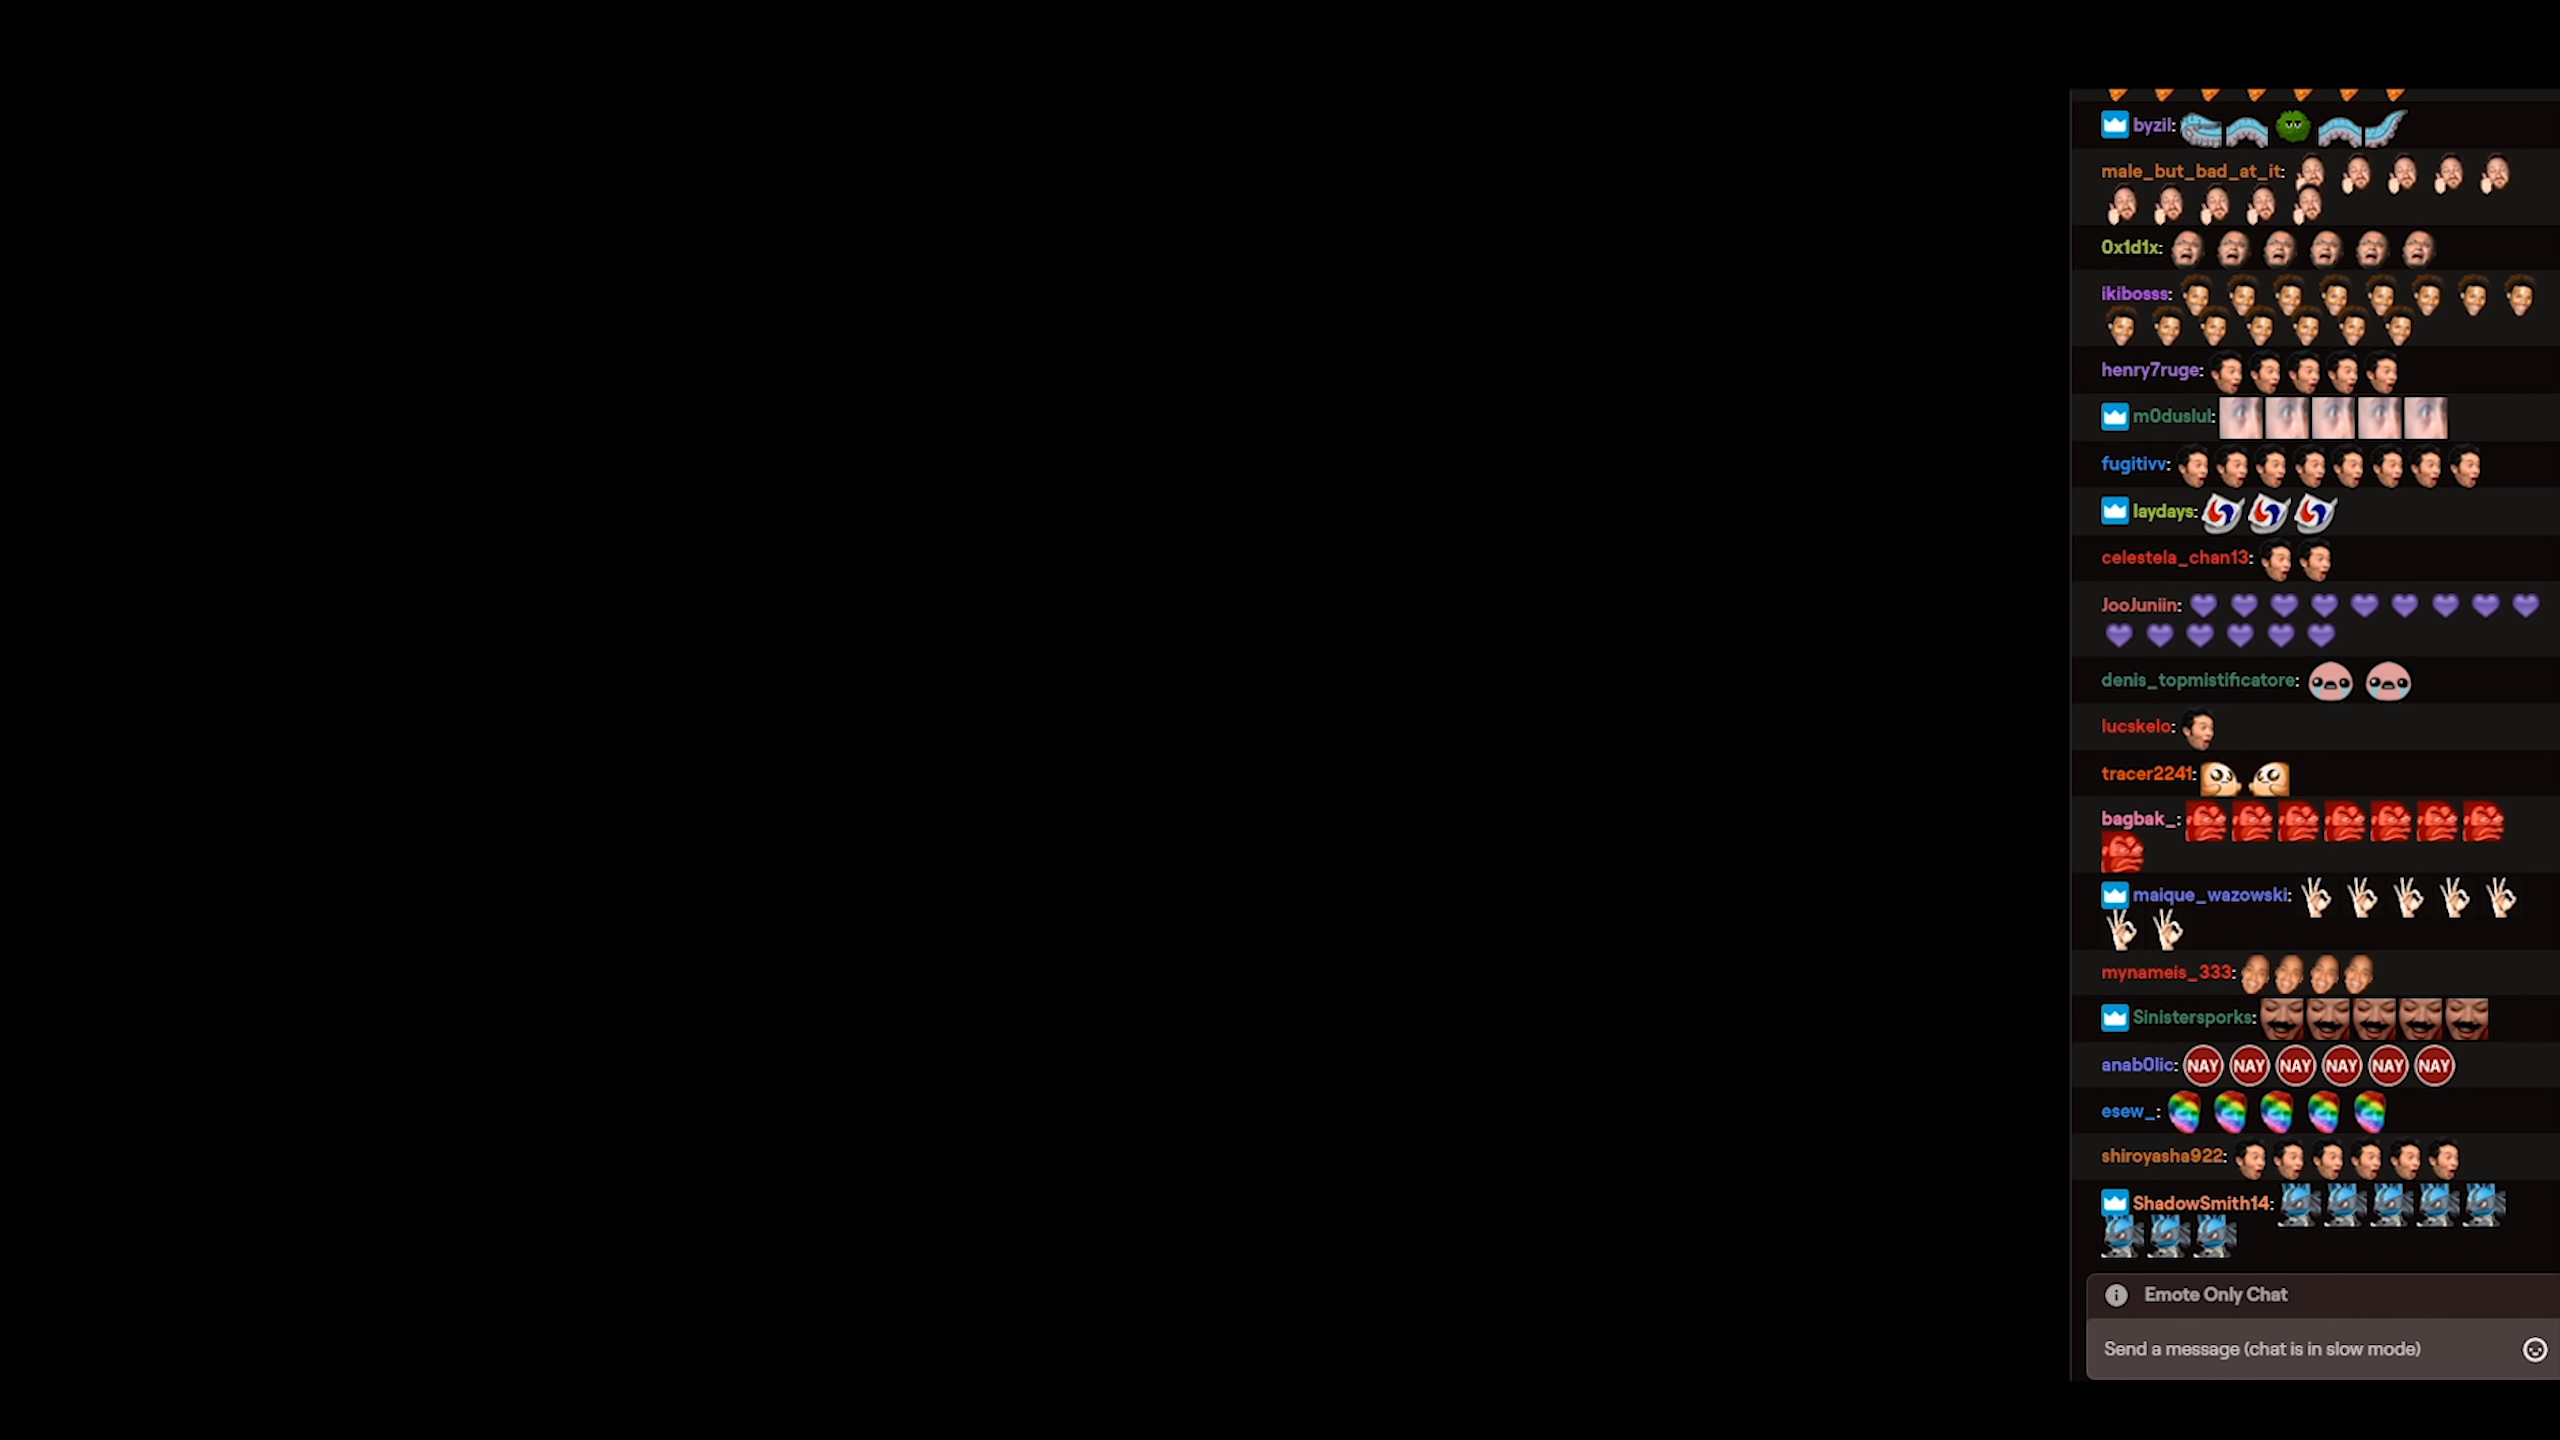 byzil:
male_but_bad_at_it:
0x1d1x:
ikibosss:
henry7ruge:
m0duslul:
fugitivv:
laydays:
celestela_chan13:
JooJuniin:
denis_topmistificatore:
lucskelo:
tracer2241:
bagbak_:
maique_wazowski:
mynameis_333:
Sinistersporks:
anab0lic: NAY NAY NAY NAY NAY NAY
esew_:
shiroyasha922:
ShadowSmith14:
Emote Only Chat
Send a message (chat is in slow mode)